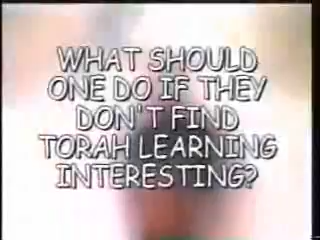 WHAT SHOULD
ONE DO IF THEY
DON'T FIND
TORAH LEARNING
INTERESTING?